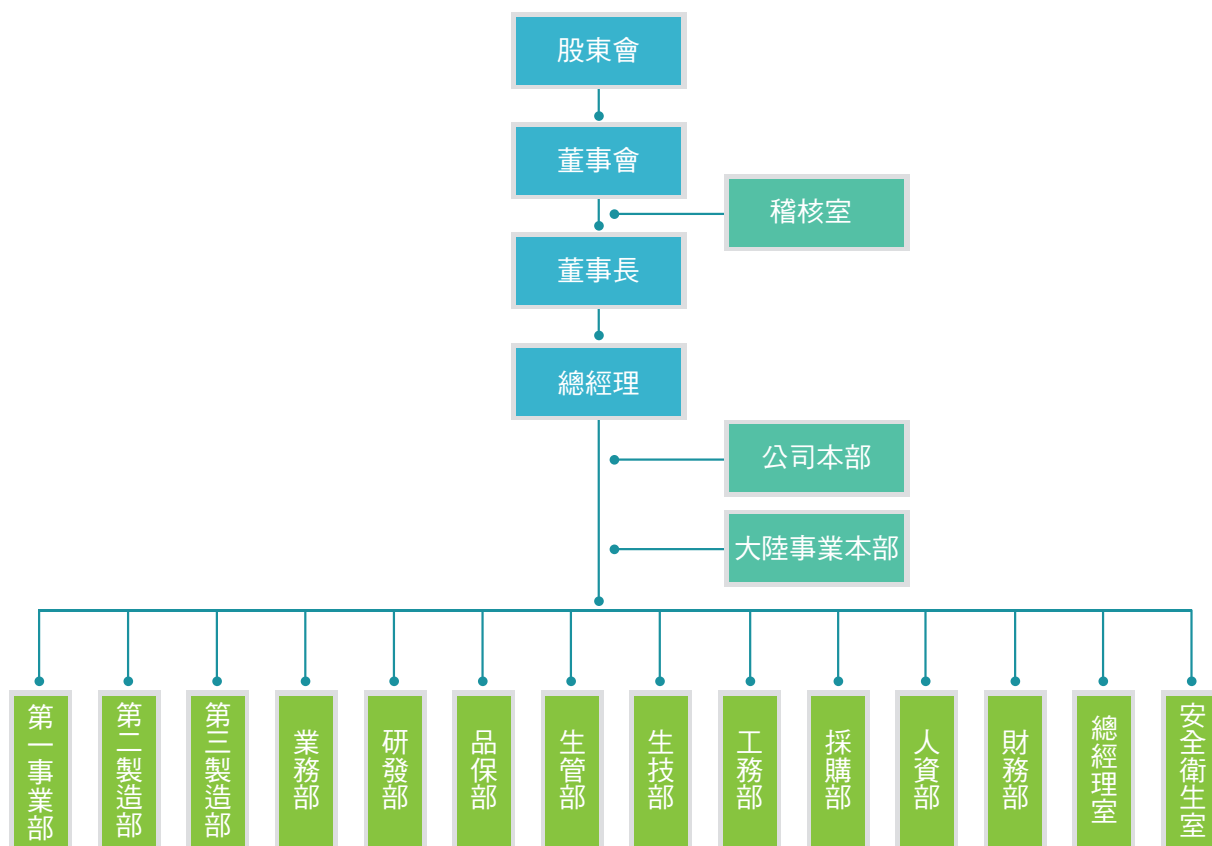 股東會
董事會
稽核室
董事長
總經理
公司本部
大陸事業本部
第一事業部
第二製造部
第三製造部
業務部
研發部
品保部
生管部
生技部
工務部
採購部
人資部
財務部
總經理室
安全衛生室